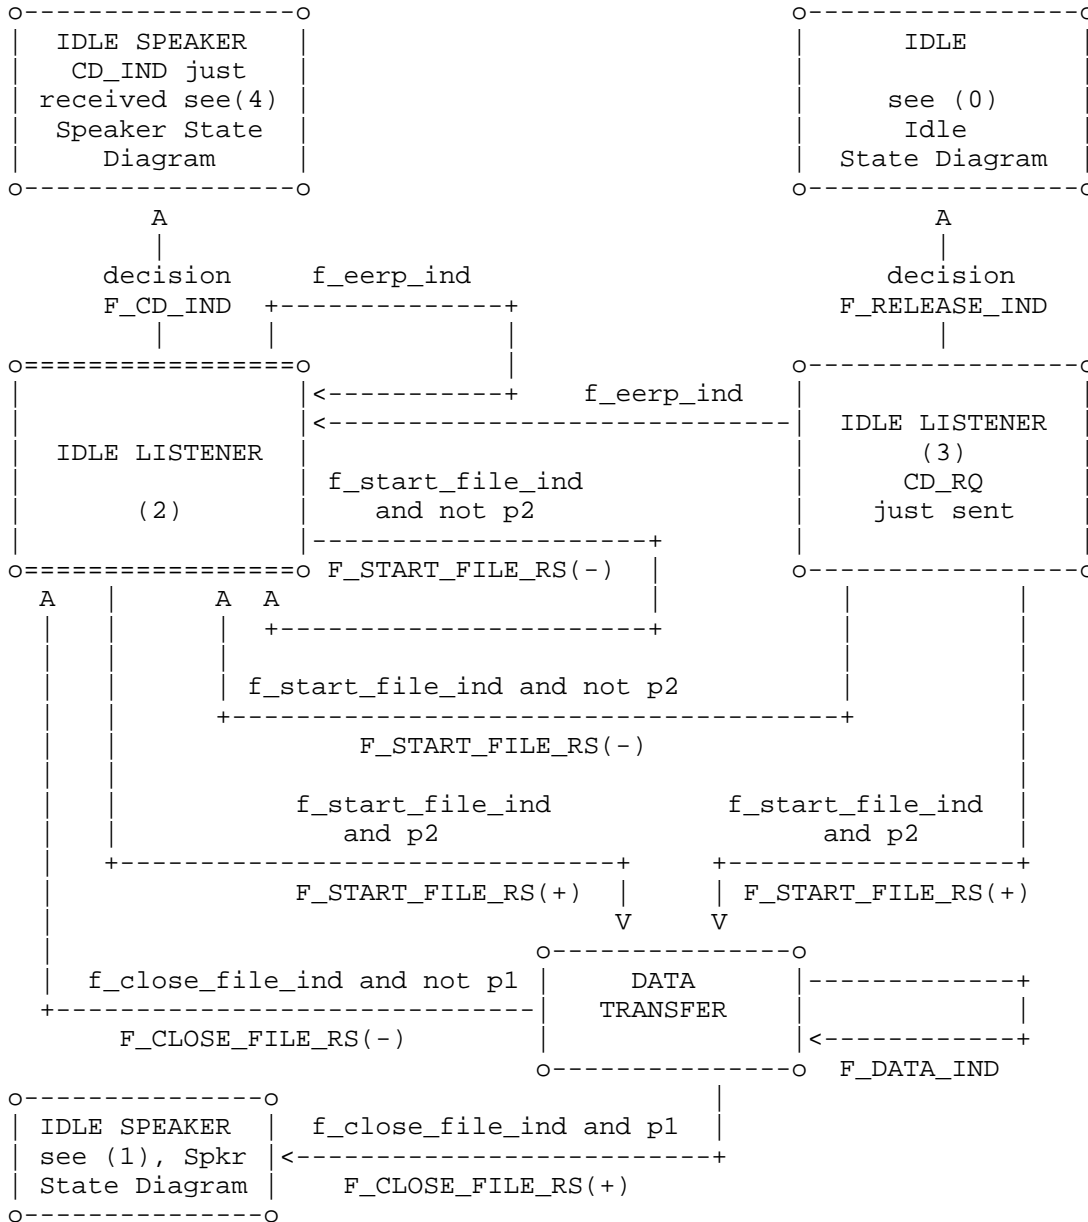 IDLE SPEAKER IDLE
CD_IND just
received see(4) see (0)
Speaker State Idle
Diagram State Diagram
A A
decision f_eerp_ind decision
F_CD_IND F_RELEASE_IND
f_eerp_ind
IDLE LISTENER
IDLE LISTENER (3)
f_start_file_ind CD_RQ
(2) and not p2 just sent
F_START_FILE_RS(-)
A A A
f_start_file_ind and not p2
F_START_FILE_RS(-)
f_start_file_ind f_start_file_ind
and p2 and p2
F_START_FILE_RS(+) F_START_FILE_RS(+)
V V
f_close_file_ind and not p1 DATA
TRANSFER
F_CLOSE_FILE_RS(-)
F_DATA_IND
IDLE SPEAKER f_close_file_ind and p1
see (1), Spkr
State Diagram F_CLOSE_FILE_RS(+)